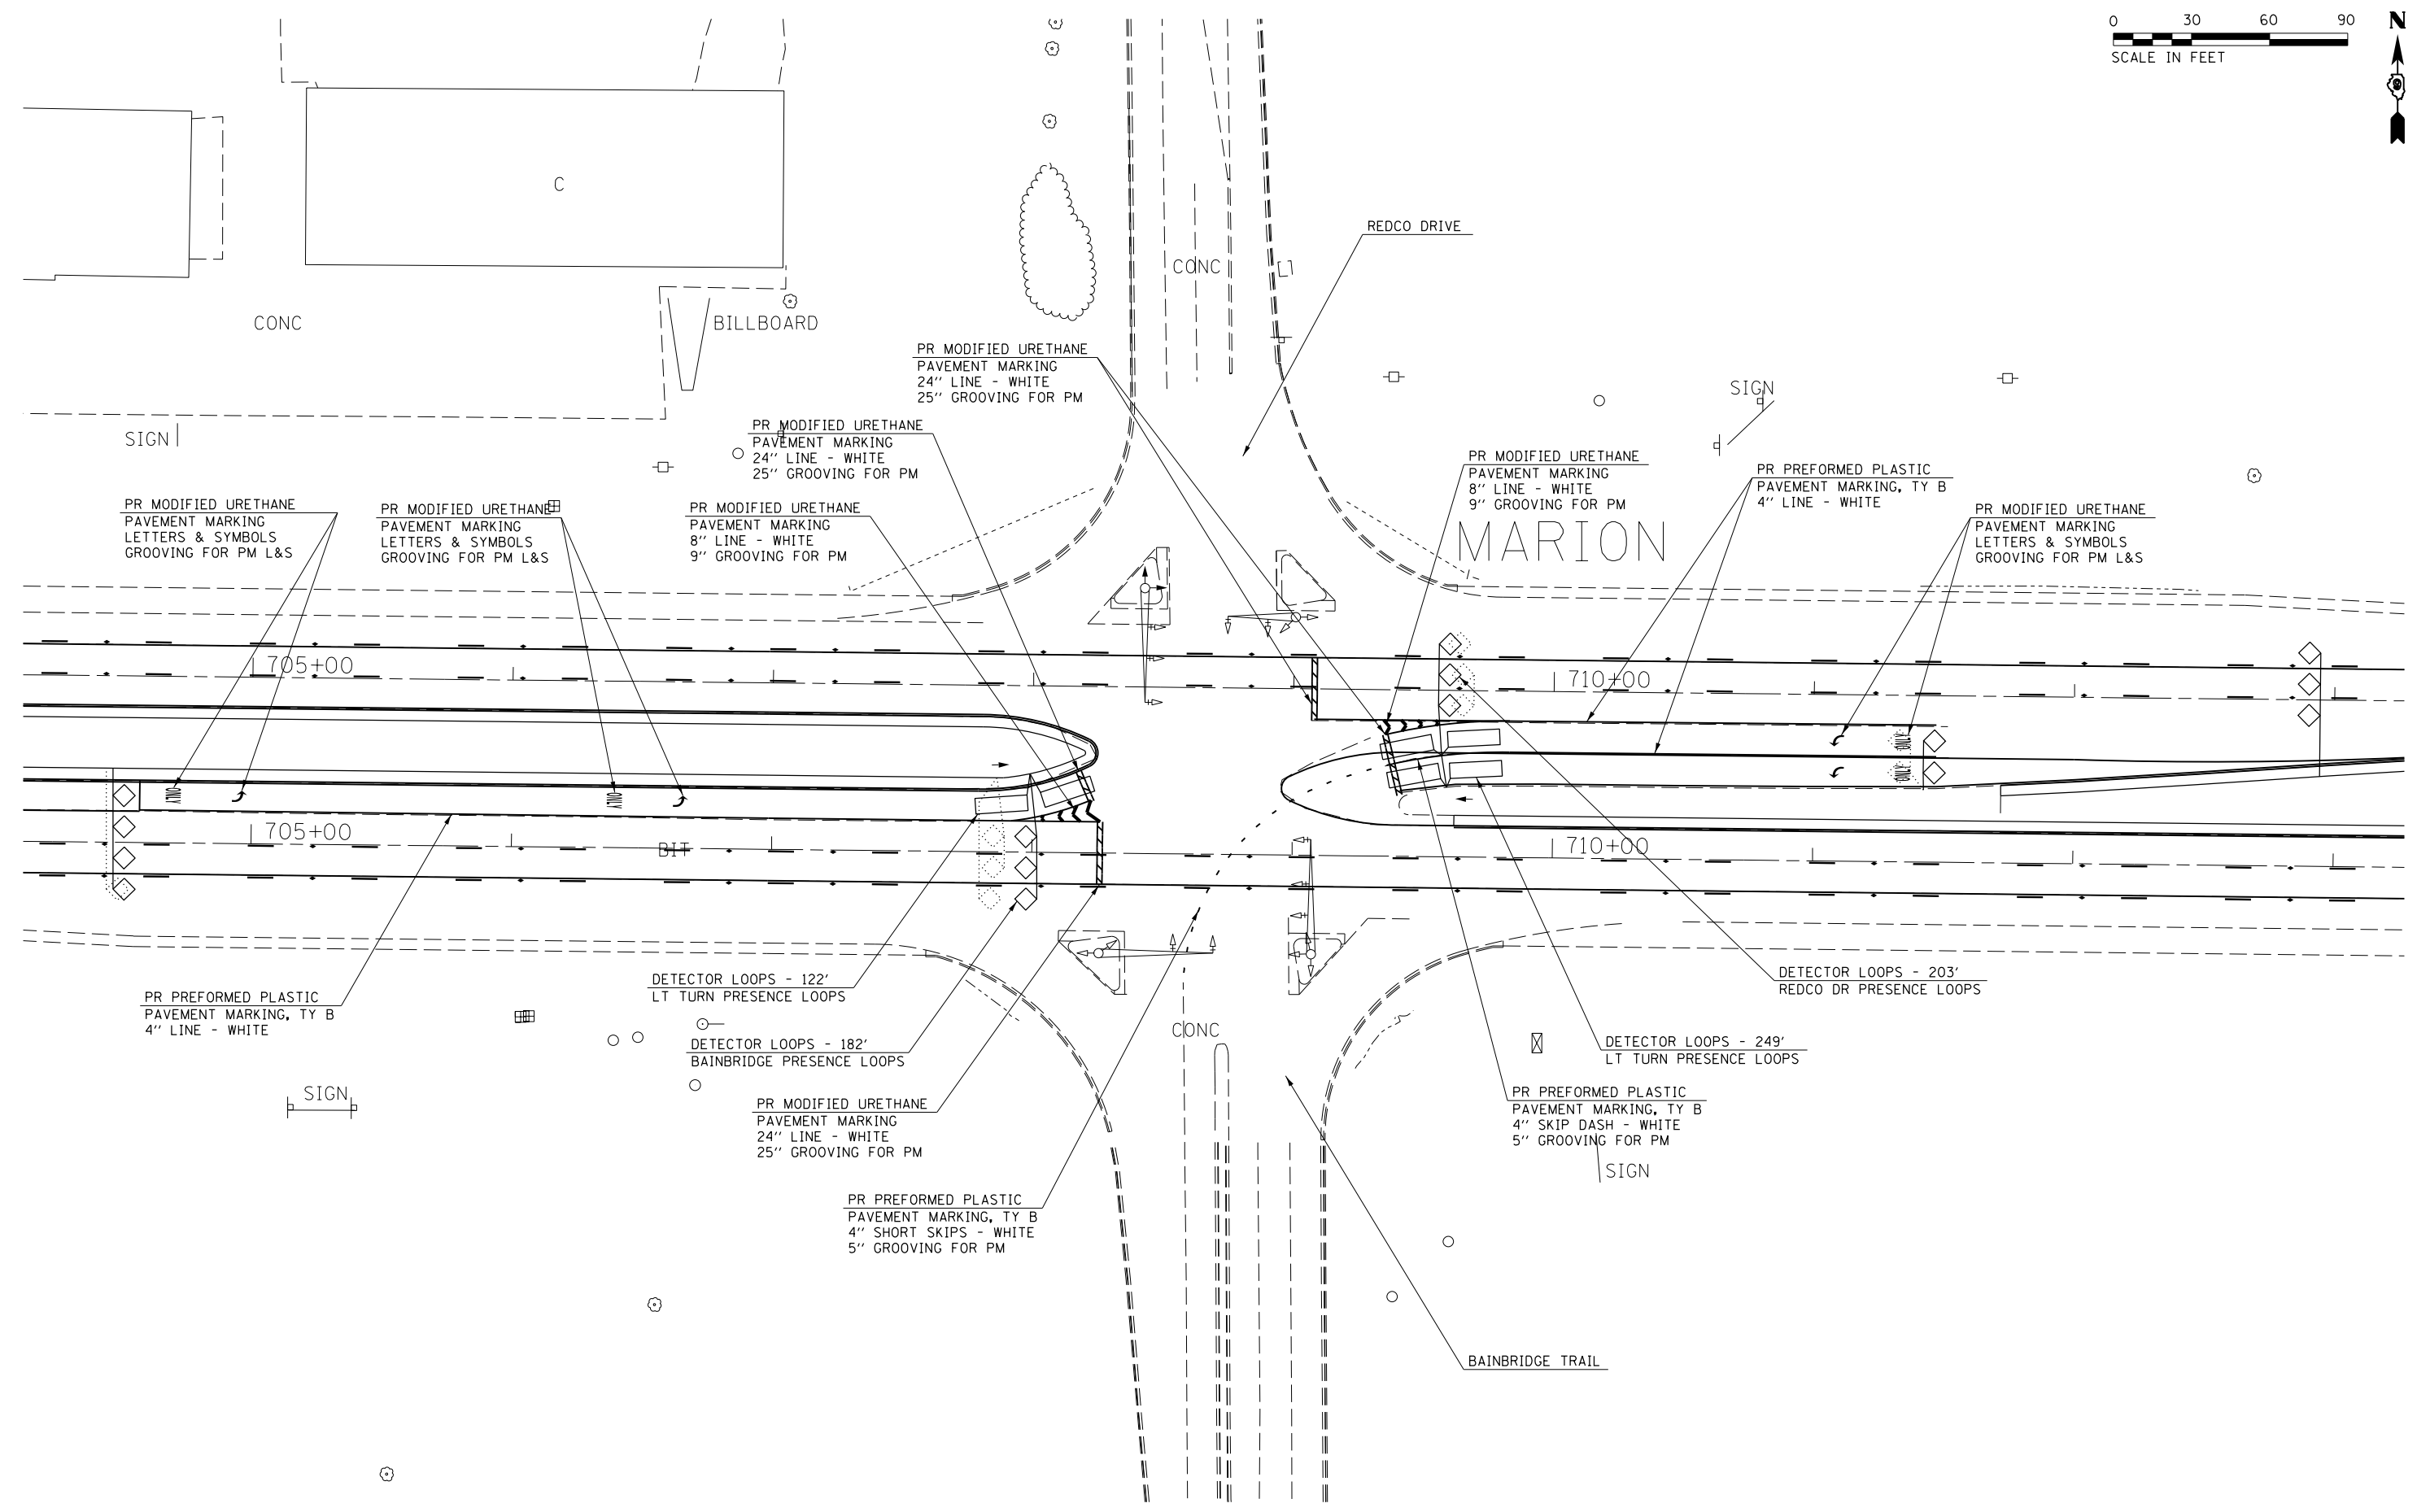 0 30 60 90
SCALE IN FEET
N
C
REDCO DRIVE
CONC
CONC
BILLBOARD
PR MODIFIED URETHANE
PAVEMENT MARKING
24" LINE - WHITE
25" GROOVING FOR PM
SIGN
SIGN
PR MODIFIED URETHANE
PAVEMENT MARKING
24" LINE - WHITE
25" GROOVING FOR PM
PR MODIFIED URETHANE
PAVEMENT MARKING
8" LINE - WHITE
9" GROOVING FOR PM
PR PREFORMED PLASTIC
PAVEMENT MARKING, TY B
4" LINE - WHITE
PR MODIFIED URETHANE
PAVEMENT MARKING
LETTERS & SYMBOLS
GROOVING FOR PM L&S
PR MODIFIED URETHANE
PAVEMENT MARKING
LETTERS & SYMBOLS
GROOVING FOR PM L&S
PR MODIFIED URETHANE
PAVEMENT MARKING
8" LINE - WHITE
9" GROOVING FOR PM
PR MODIFIED URETHANE
PAVEMENT MARKING
LETTERS & SYMBOLS
GROOVING FOR PM L&S
MARION
705+00
710+00
ONLY
ONLY
ONLY
ONLY
705+00
BIT
710+00
PR PREFORMED PLASTIC
PAVEMENT MARKING, TY B
4" LINE - WHITE
DETECTOR LOOPS - 122'
LT TURN PRESENCE LOOPS
DETECTOR LOOPS - 203'
REDCO DR PRESENCE LOOPS
CONC
DETECTOR LOOPS - 182'
BAINBRIDGE PRESENCE LOOPS
DETECTOR LOOPS - 249'
LT TURN PRESENCE LOOPS
SIGN
PR MODIFIED URETHANE
PAVEMENT MARKING
24" LINE - WHITE
25" GROOVING FOR PM
PR PREFORMED PLASTIC
PAVEMENT MARKING, TY B
4" SKIP DASH - WHITE
5" GROOVING FOR PM
SIGN
PR PREFORMED PLASTIC
PAVEMENT MARKING, TY B
4" SHORT SKIPS - WHITE
5" GROOVING FOR PM
BAINBRIDGE TRAIL